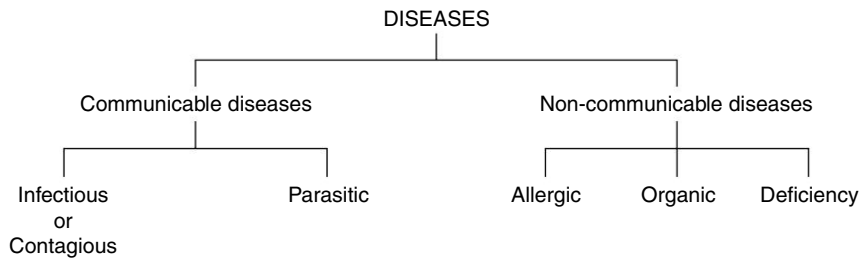 DISEASES
Communicable diseases
Non-communicable diseases
Infectious
or
Contagious
Parasitic
Allergic
Organic
Deficiency